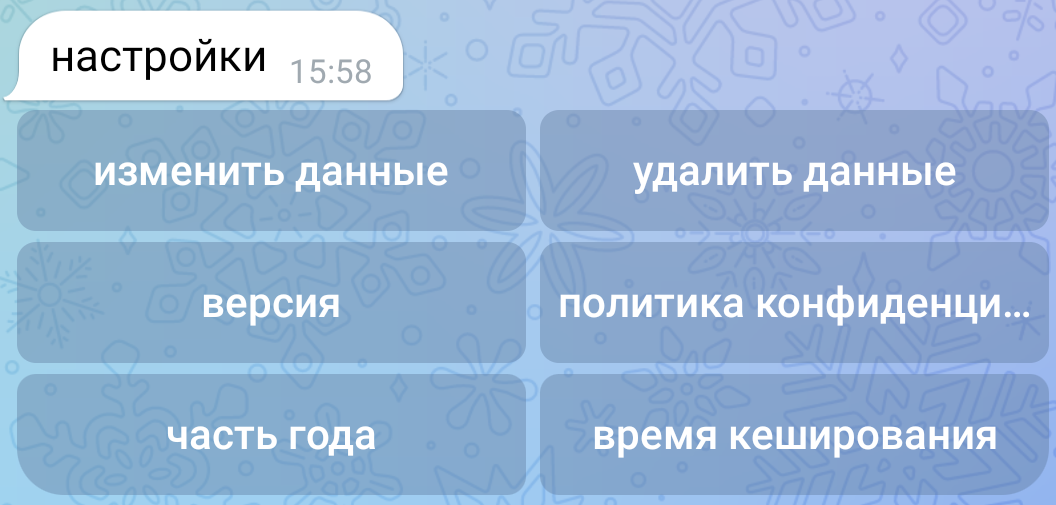 настройки 15:58
изменить данные
удалить данные
версия
политика конфиденци...
часть года
время кеширования